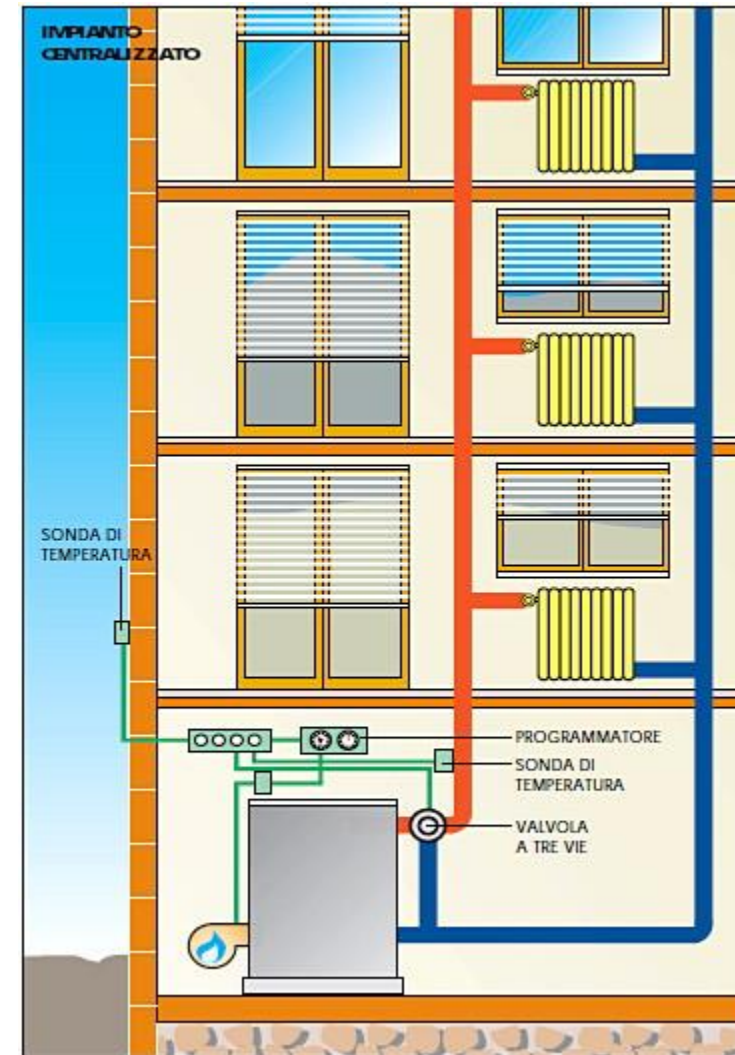 IMPIANTO
CENTRALIZZATO
SONDA DI
TEMPERATURA
PROGRAMMATORE
SONDA DI
TEMPERATURA
VALVOLA
A TRE VIE